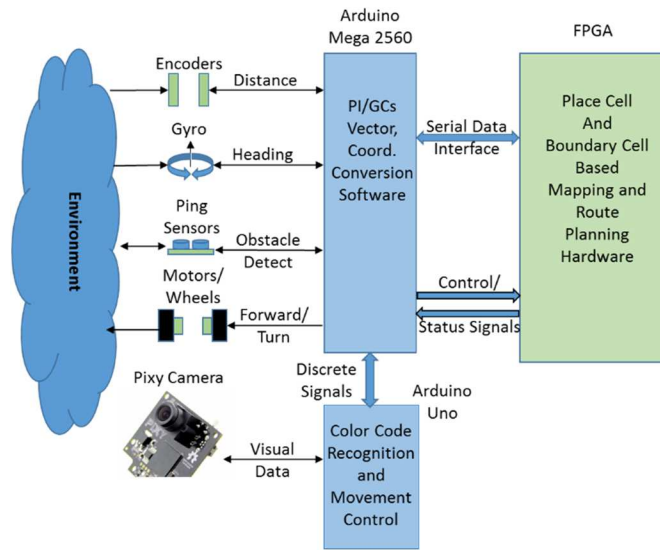 Arduino
Mega 2560
FPGA
Encoders
Distance
Gyro
Heading
Ping
Sensors
Obstacle
Detect
Motors/
Wheels
Forward/
Turn
Environment
PI/GCs
Vector,
Coord.
Conversion
Software
Serial Data
Interface
Control/
Status Signals
Place Cell
And
Boundary Cell
Based
Mapping and
Route
Planning
Hardware
Pixy Camera
PIXY
Visual
Data
Discrete
Signals
Arduino
Uno
Color Code
Recognition
and
Movement
Control